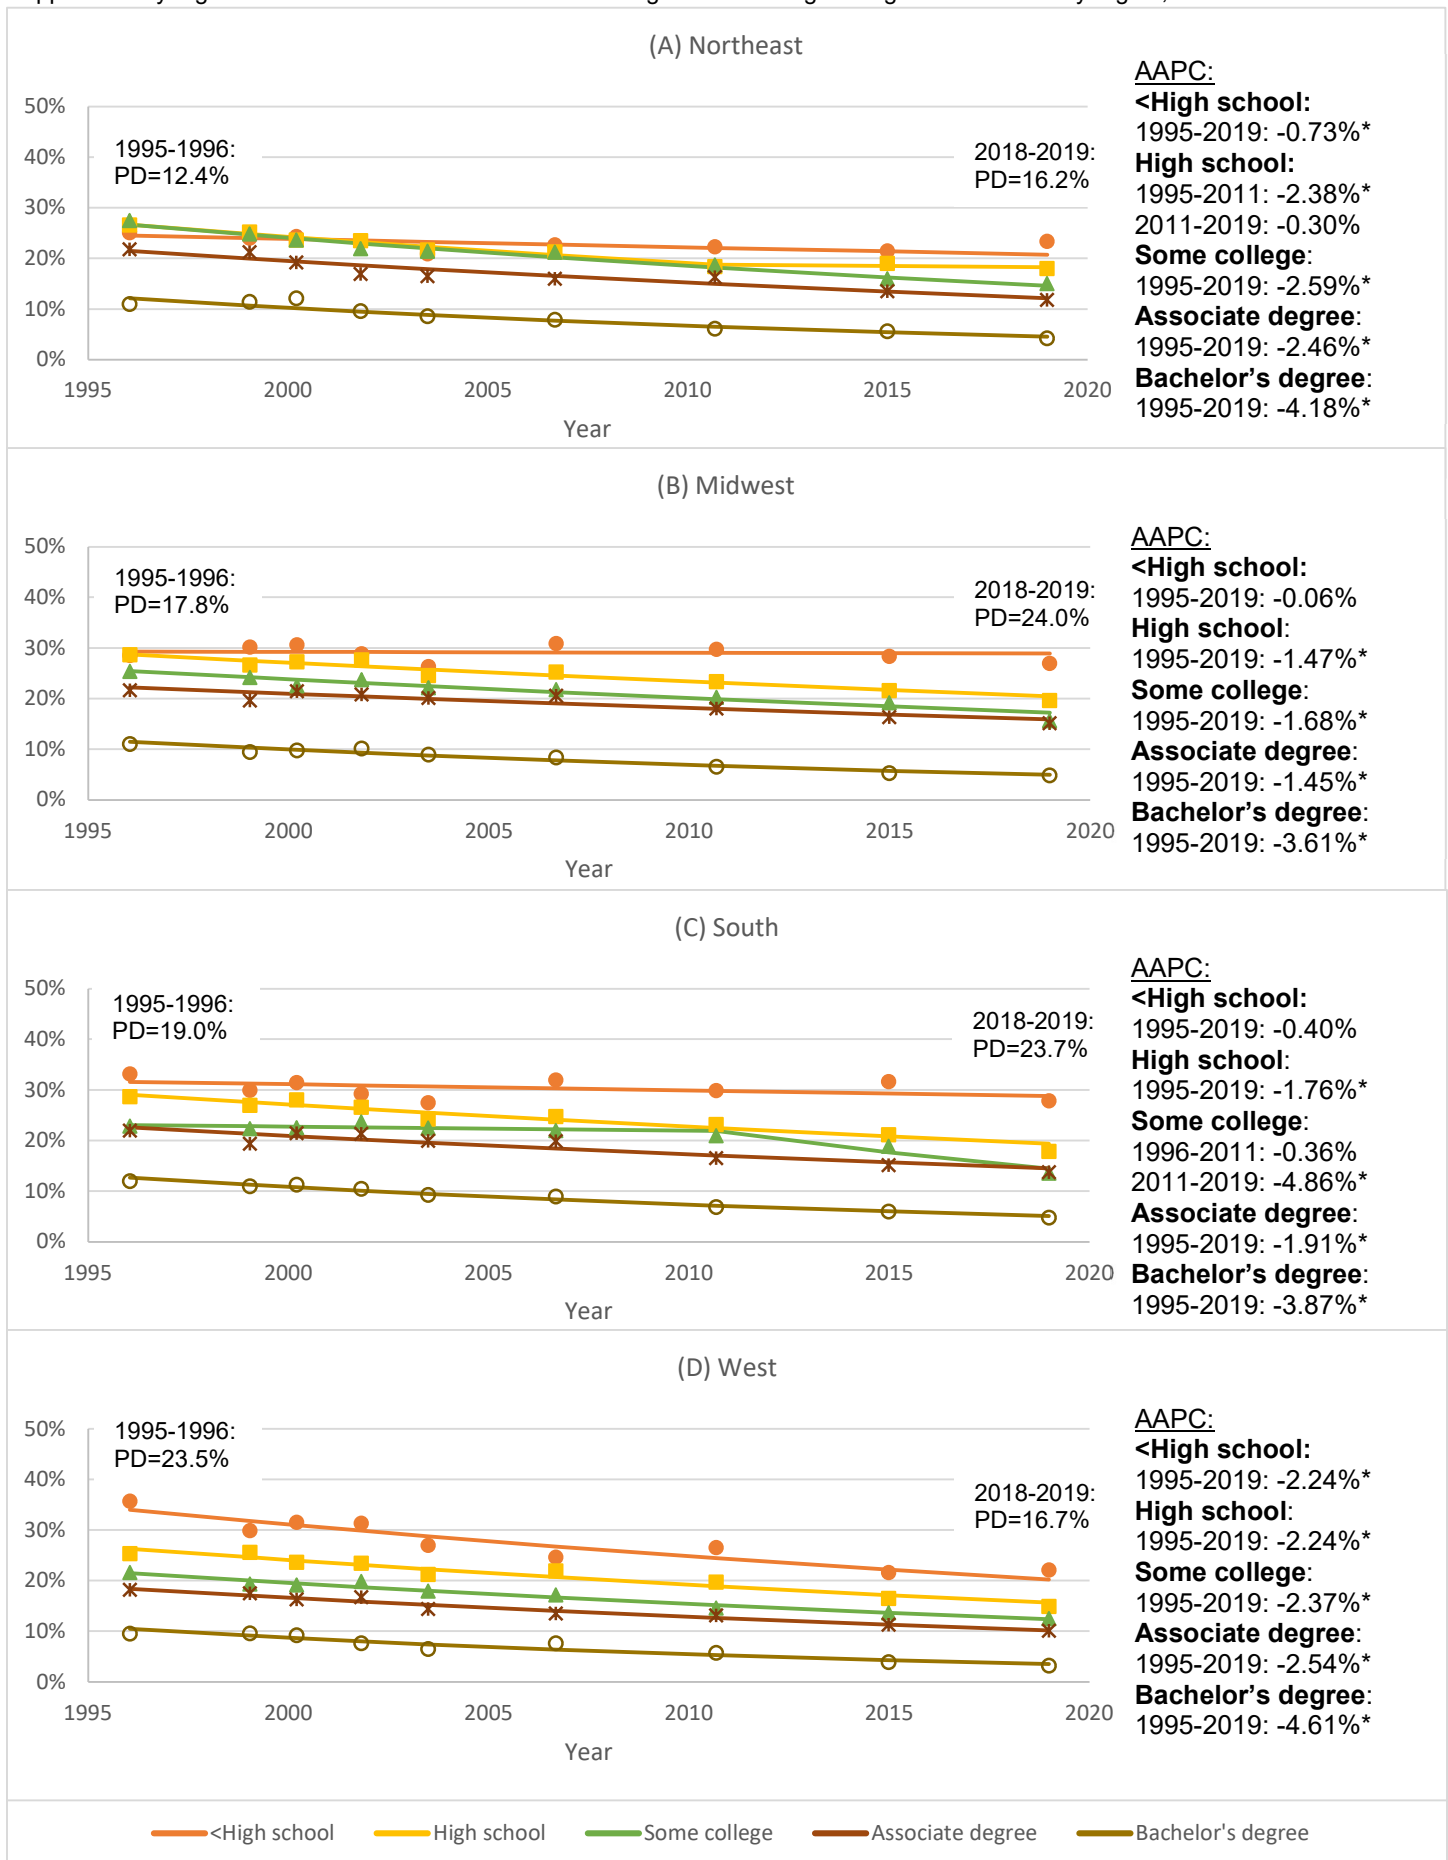 (A) Northeast
50%
40%
30%
20%
10%
0%
1995-1996:
PD=12.4%
2018-2019:
PD=16.2%
1995 2000 2005 2010 2015 2020
Year
AAPC:
<High school:
1995-2019: -0.73%*
High school:
1995-2011: -2.38%*
2011-2019: -0.30%
Some college:
1995-2019: -2.59%*
Associate degree:
1995-2019: -2.46%*
Bachelor’s degree:
1995-2019: -4.18%*
(B) Midwest
50%
40%
30%
20%
10%
0%
1995-1996:
PD=17.8%
2018-2019:
PD=24.0%
1995 2000 2005 2010 2015 2020
Year
AAPC:
<High school:
1995-2019: -0.06%
High school:
1995-2019: -1.47%*
Some college:
1995-2019: -1.68%*
Associate degree:
1995-2019: -1.45%*
Bachelor’s degree:
1995-2019: -3.61%*
(C) South
50%
40%
30%
20%
10%
0%
1995-1996:
PD=19.0%
2018-2019:
PD=23.7%
1995 2000 2005 2010 2015 2020
Year
AAPC:
<High school:
1995-2019: -0.40%
High school:
1995-2019: -1.76%*
Some college:
1996-2011: -0.36%
2011-2019: -4.86%*
Associate degree:
1995-2019: -1.91%*
Bachelor’s degree:
1995-2019: -3.87%*
(D) West
50%
40%
30%
20%
10%
0%
1995-1996:
PD=23.5%
2018-2019:
PD=16.7%
1995 2000 2005 2010 2015 2020
Year
AAPC:
<High school:
1995-2019: -2.24%*
High school:
1995-2019: -2.24%*
Some college:
1995-2019: -2.37%*
Associate degree:
1995-2019: -2.54%*
Bachelor’s degree:
1995-2019: -4.61%*
<High school High school Some college Associate degree Bachelor's degree